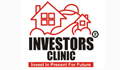 INVESTORS®
CLINIC
Invest In Present For Future